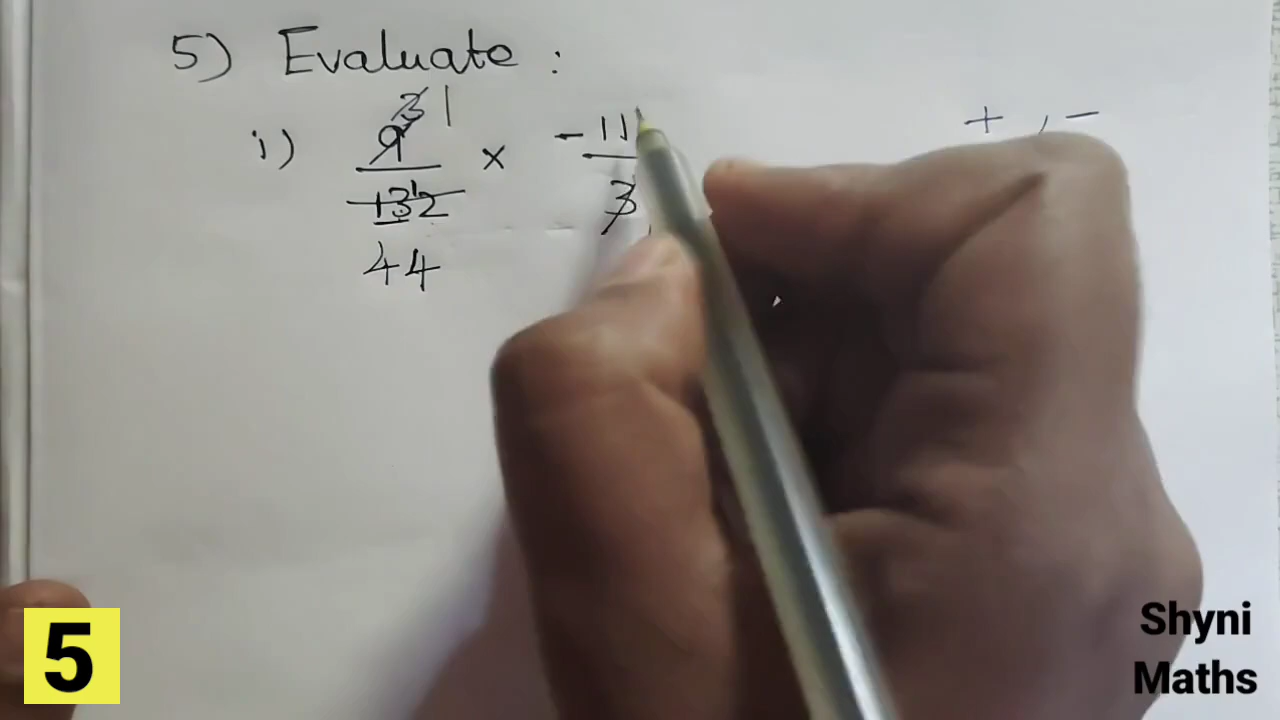 5) Evaluate :
3 1
i) 9 × -11
132 3
44
+ , -
5
Shyni
Maths